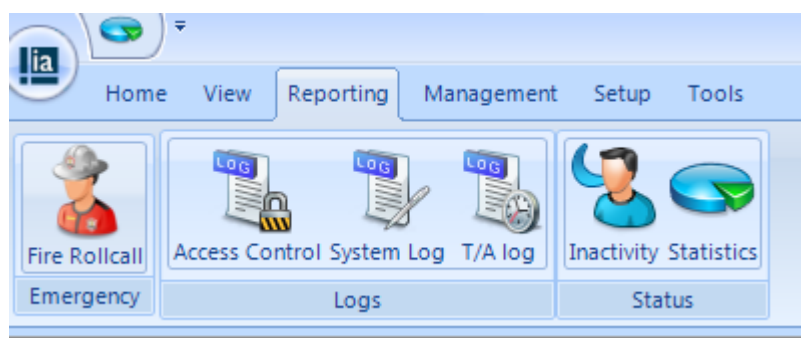 ia
Home View Reporting Management Setup Tools
LOG LOG LOG
Fire Rollcall Access Control System Log T/A log Inactivity Statistics
Emergency Logs Status